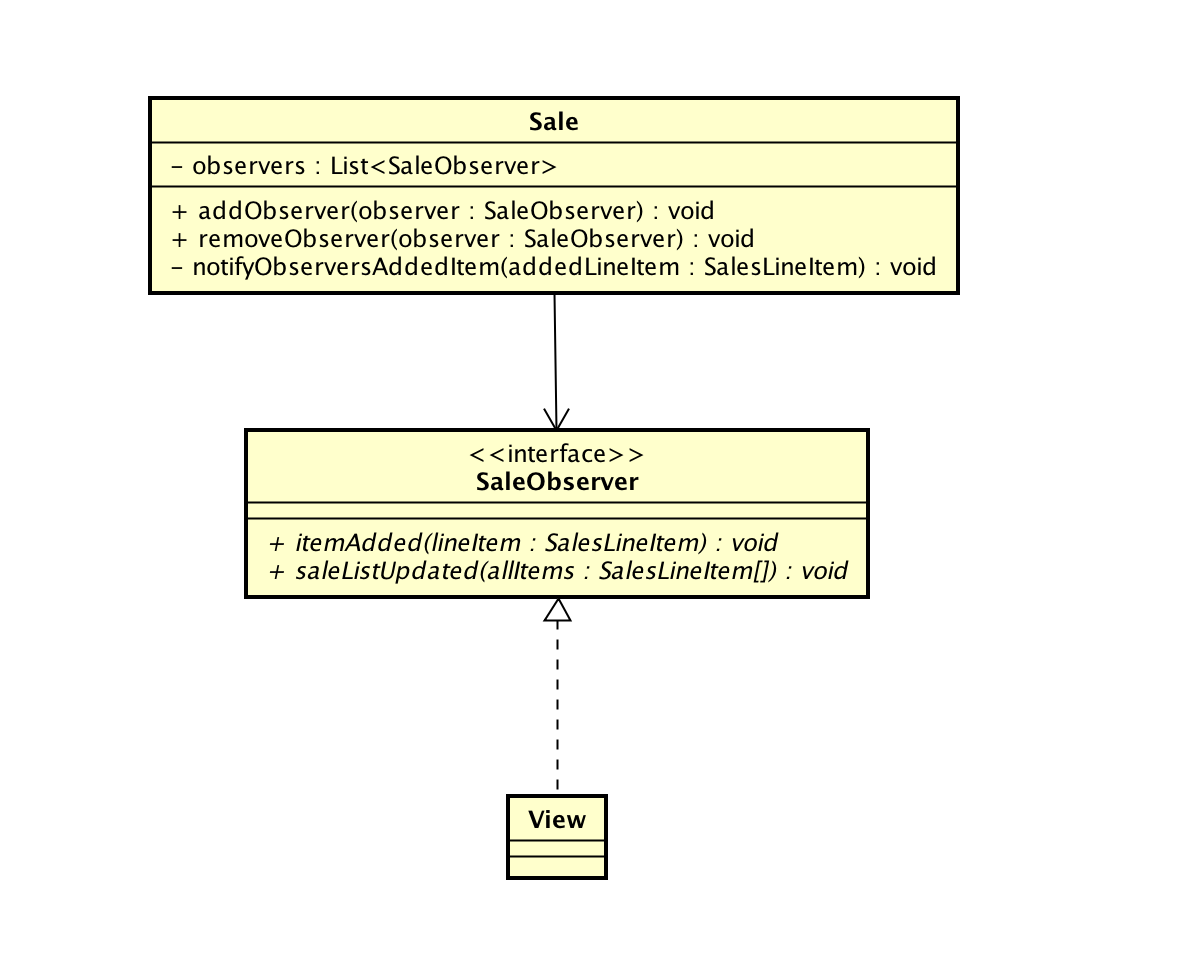 Sale
– observers : List<SaleObserver>
+ addObserver(observer : SaleObserver) : void
+ removeObserver(observer : SaleObserver) : void
– notifyObserversAddedItem(addedLineItem : SalesLineItem) : void
<<interface>>
SaleObserver
+ itemAdded(lineItem : SalesLineItem) : void
+ saleListUpdated(allItems : SalesLineItem[]) : void
View